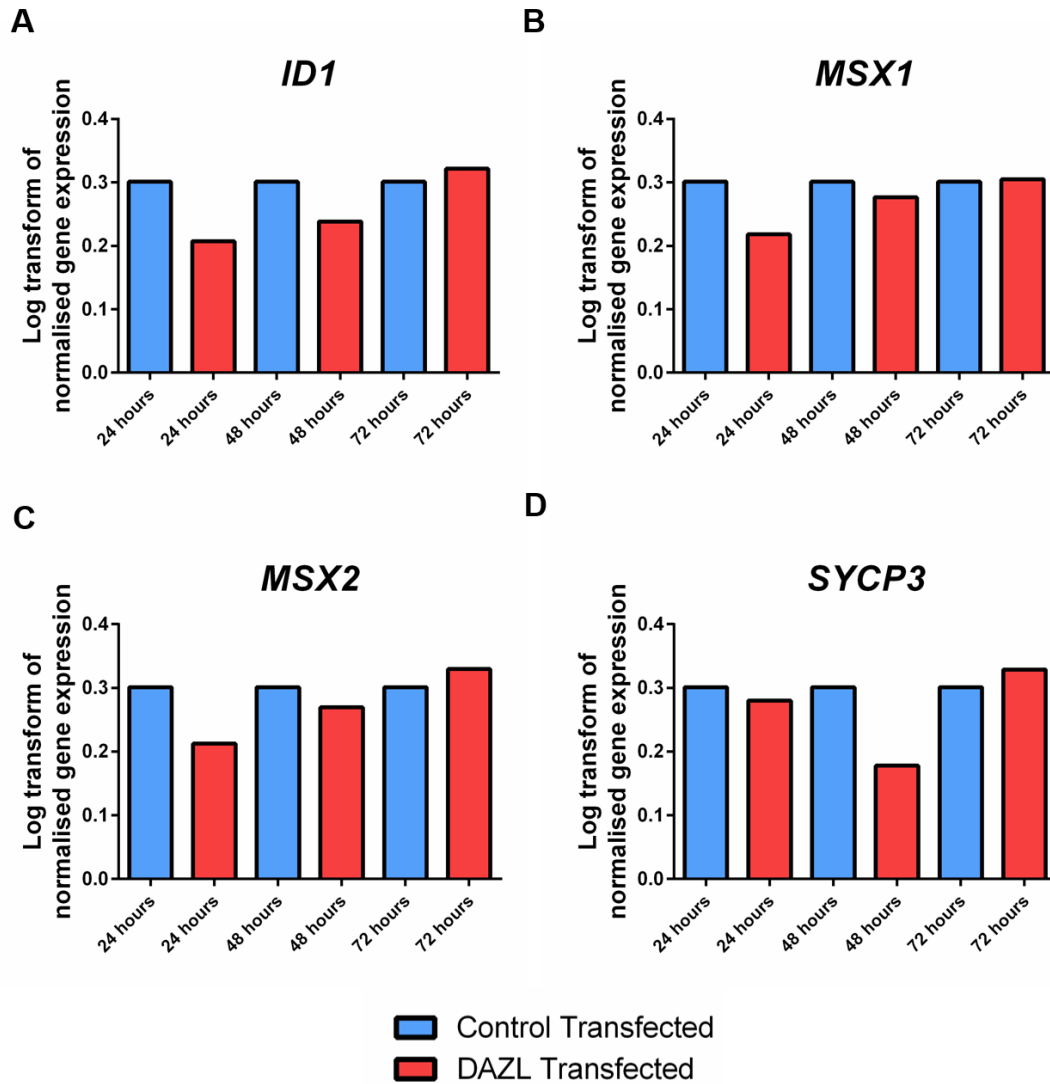 A
ID1
Log transform of
normalised gene expression
0.4
0.3
0.2
0.1
0.0
24 hours
24 hours
48 hours
48 hours
72 hours
72 hours
B
MSX1
Log transform of
normalised gene expression
0.4
0.3
0.2
0.1
0.0
24 hours
24 hours
48 hours
48 hours
72 hours
72 hours
C
MSX2
Log transform of
normalised gene expression
0.4
0.3
0.2
0.1
0.0
24 hours
24 hours
48 hours
48 hours
72 hours
72 hours
D
SYCP3
Log transform of
normalised gene expression
0.4
0.3
0.2
0.1
0.0
24 hours
24 hours
48 hours
48 hours
72 hours
72 hours
Control Transfected
DAZL Transfected